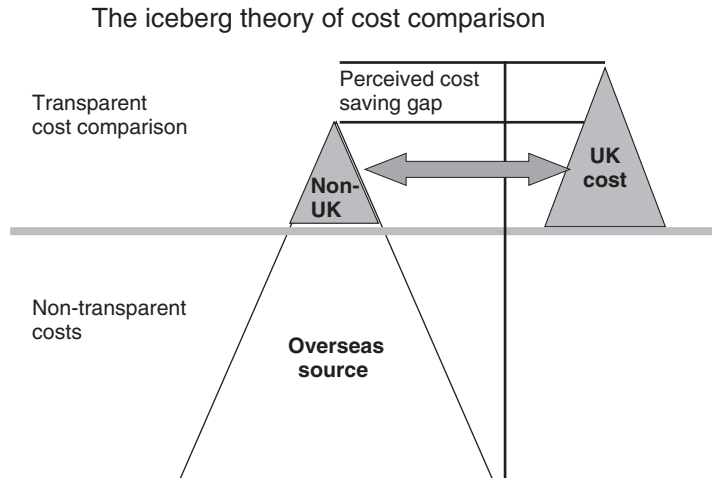 The iceberg theory of cost comparison
Perceived cost
saving gap
Transparent
cost comparison
Non-
UK
UK
cost
Non-transparent
costs
Overseas
source